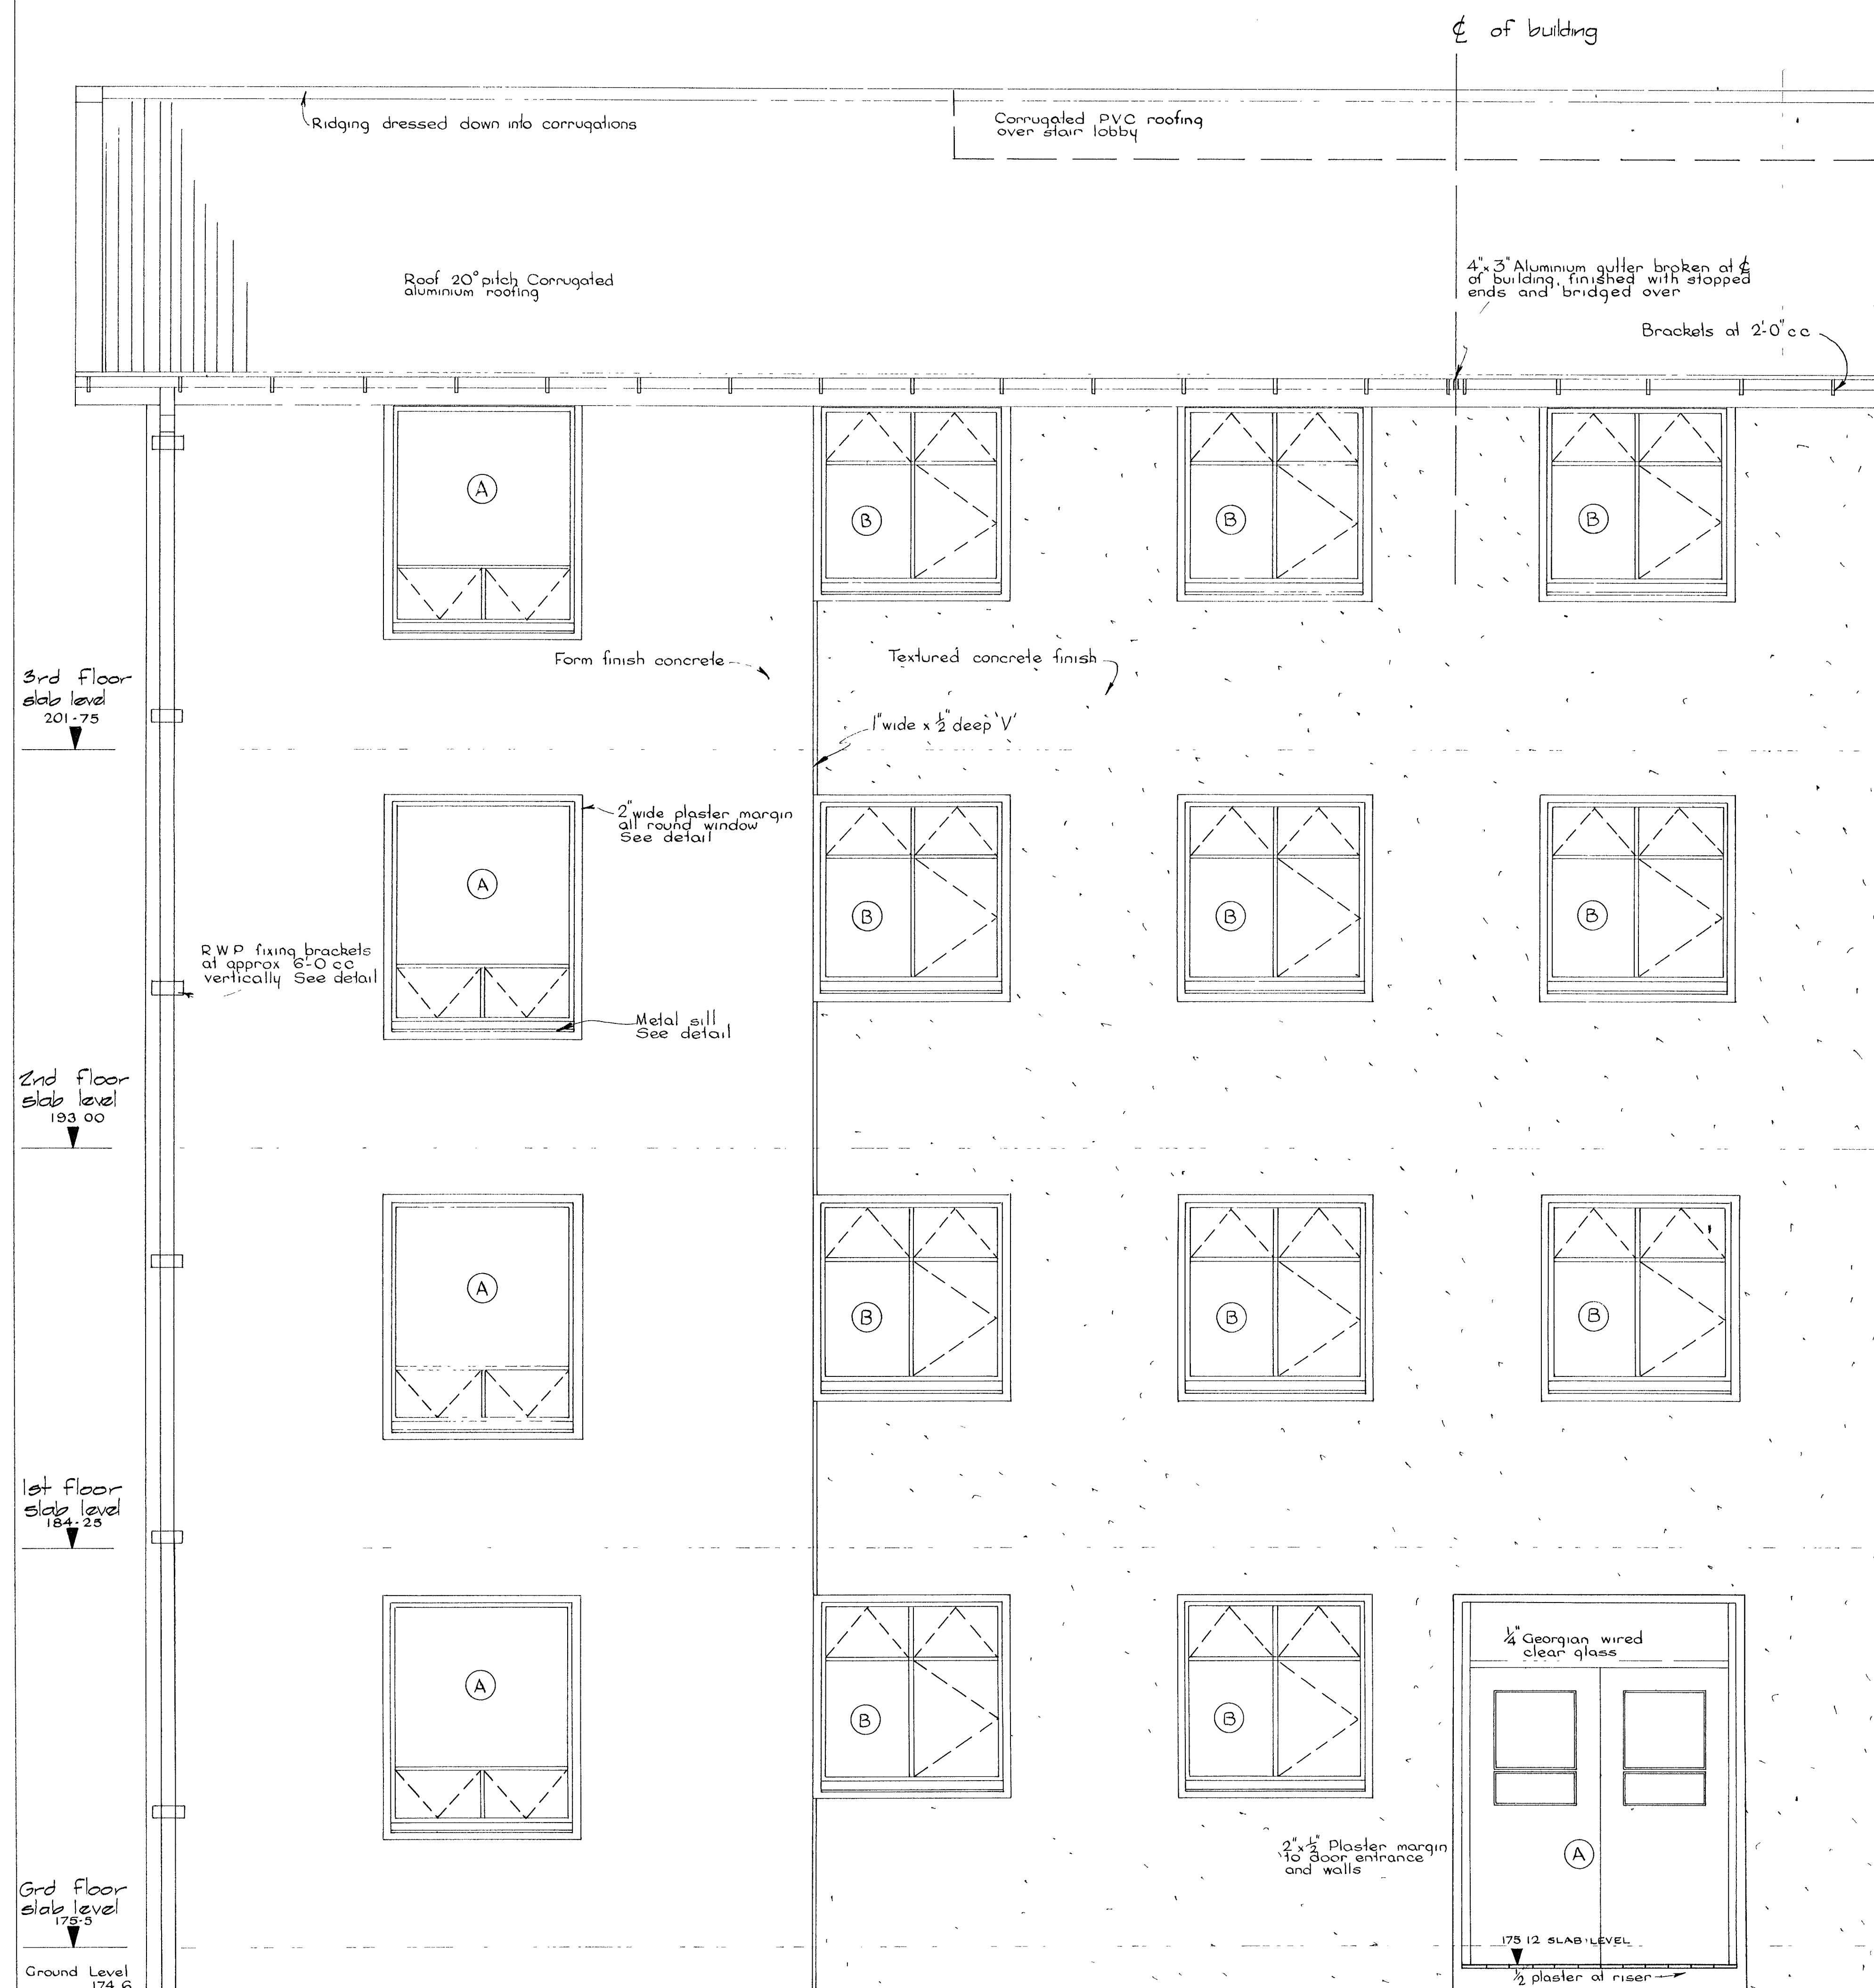 ℄ of building
Ridging dressed down into corrugations
Corrugated PVC roofing
over stair lobby
Roof 20° pitch Corrugated
aluminium roofing
4"x 3" Aluminium gutter broken at ℄
of building, finished with stopped
ends and bridged over
Brackets at 2'-0" cc
A
B
B
B
Form finish concrete
Textured concrete finish
3rd floor
slab level
201-75
1" wide x ½" deep 'V'
2" wide plaster margin
all round window
See detail
A
B
B
B
R W P fixing brackets
at approx 6'-0 cc
vertically See detail
Metal sill
See detail
2nd floor
slab level
193 00
A
B
B
B
1st floor
slab level
184-25
¼" Georgian wired
clear glass
A
B
B
2"x ½" Plaster margin
to door entrance
and walls
A
Grd floor
slab level
175-5
175 12 SLAB LEVEL
Ground Level
174 6
½ plaster at riser